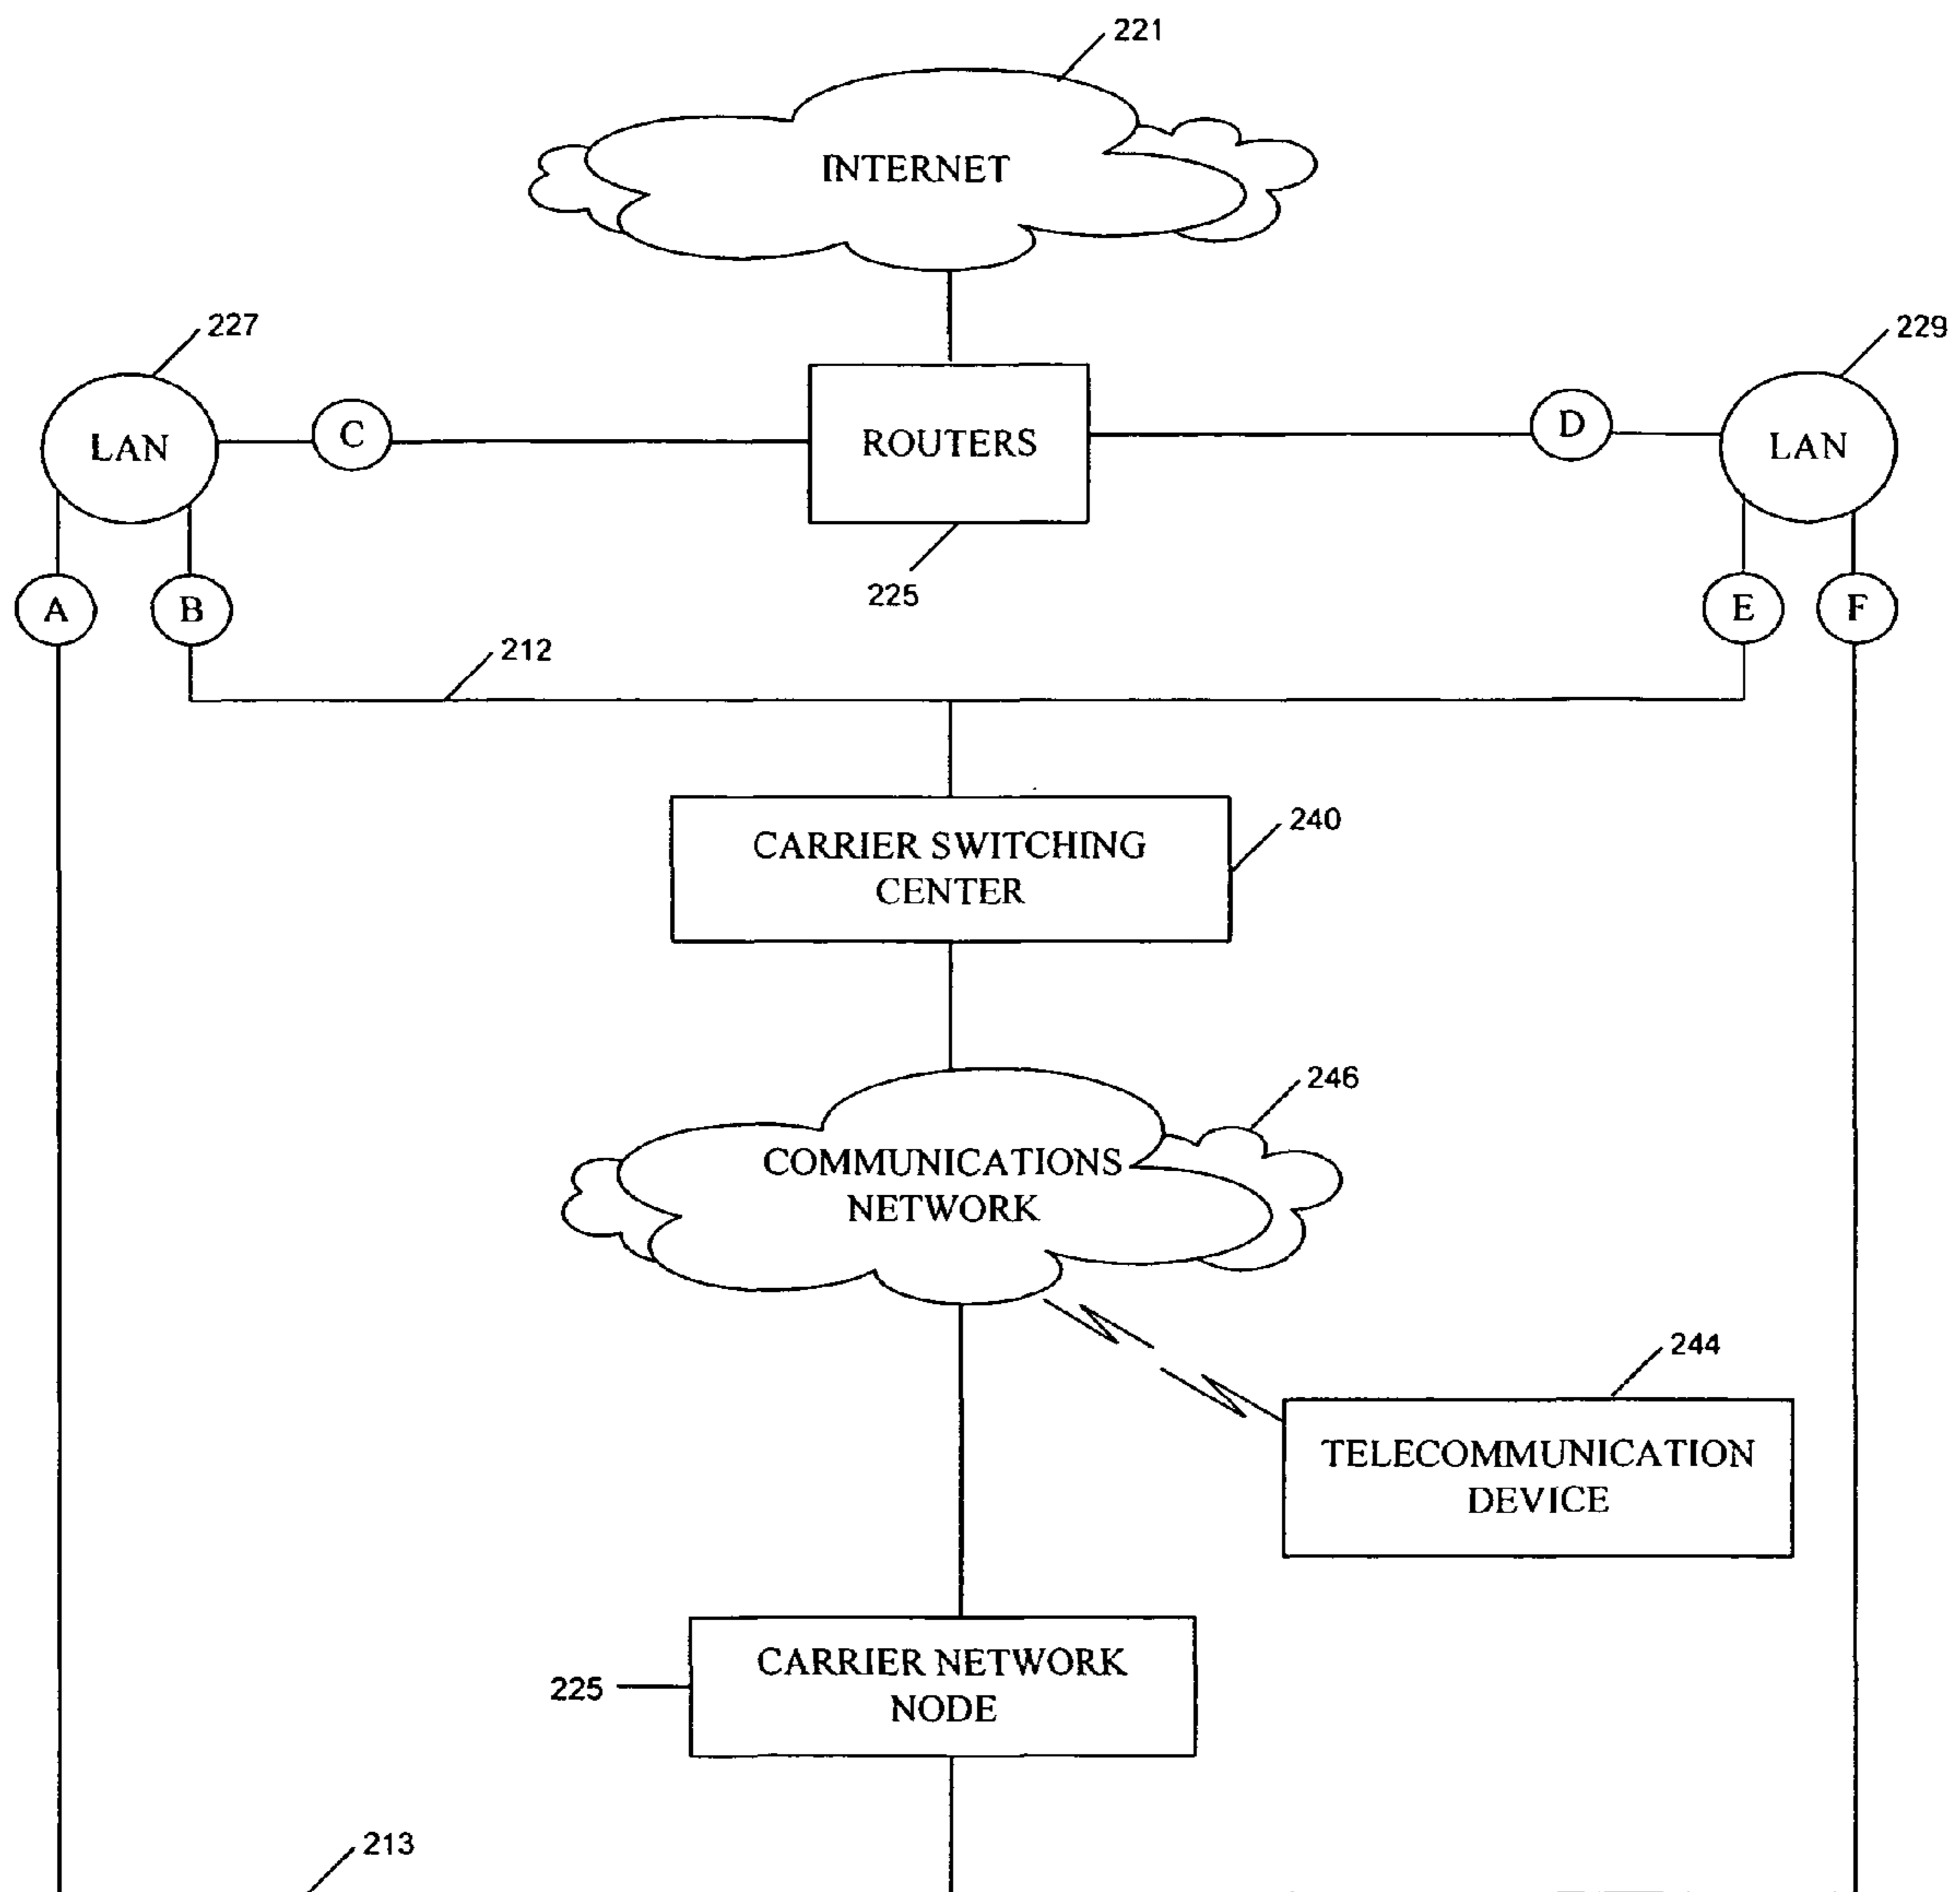 221
INTERNET
227
229
LAN
C
ROUTERS
D
LAN
225
A
B
E
F
212
240
CARRIER SWITCHING
CENTER
246
COMMUNICATIONS
NETWORK
244
TELECOMMUNICATION
DEVICE
225
CARRIER NETWORK
NODE
213